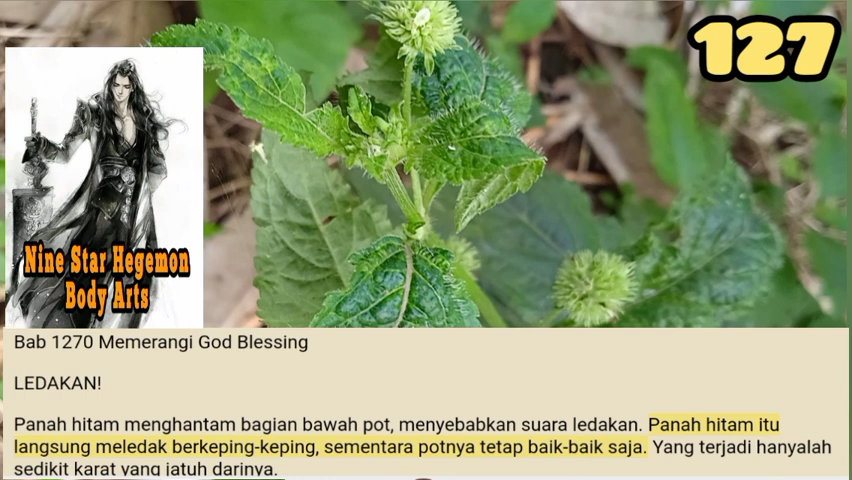 127
Nine Star Hegemon
Body Arts
Bab 1270 Memerangi God Blessing
LEDAKAN!
Panah hitam menghantam bagian bawah pot, menyebabkan suara ledakan. Panah hitam itu
langsung meledak berkeping-keping, sementara potnya tetap baik-baik saja. Yang terjadi hanyalah
sedikit karat yang jatuh darinya.